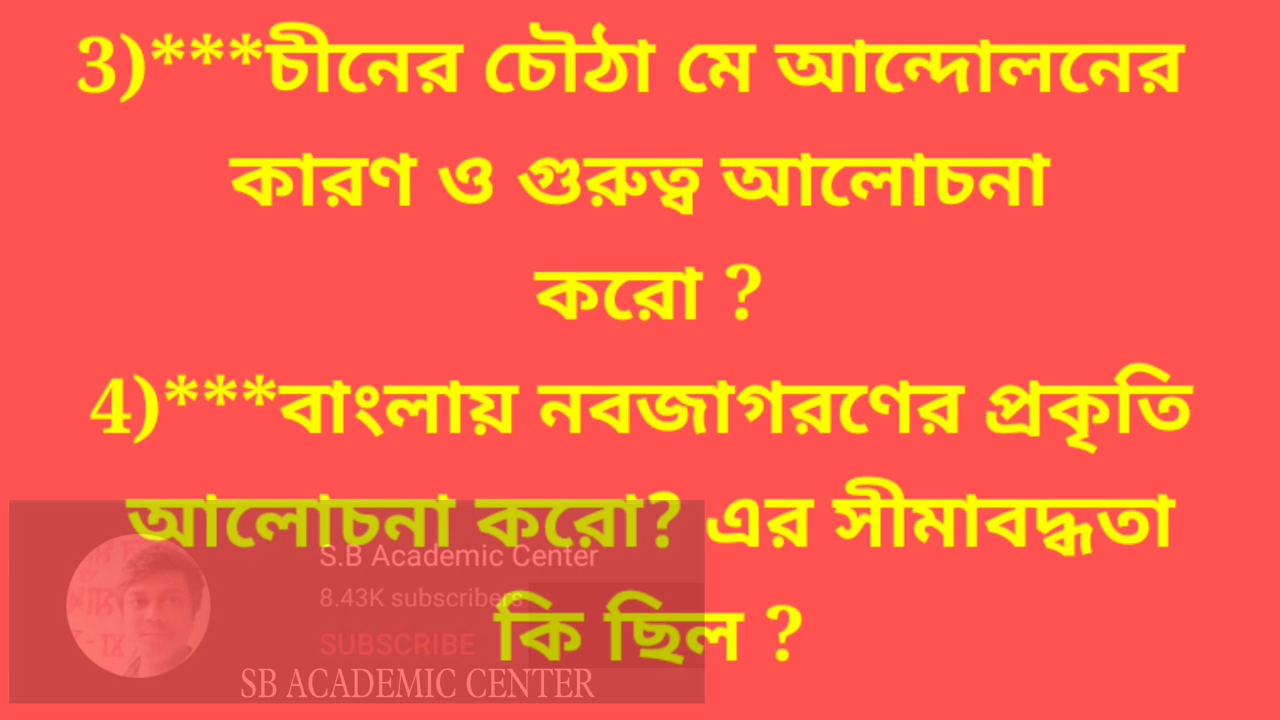 3)***চীনের চৌঠা মে আন্দোলনের
কারণ ও গুরুত্ব আলোচনা
করো ?
4)***বাংলায় নবজাগরণের প্রকৃতি
আলোচনা করো? এর সীমাবদ্ধতা
কি ছিল ?
S.B Academic Center
8.43K subscribers
SUBSCRIBE
SB ACADEMIC CENTER